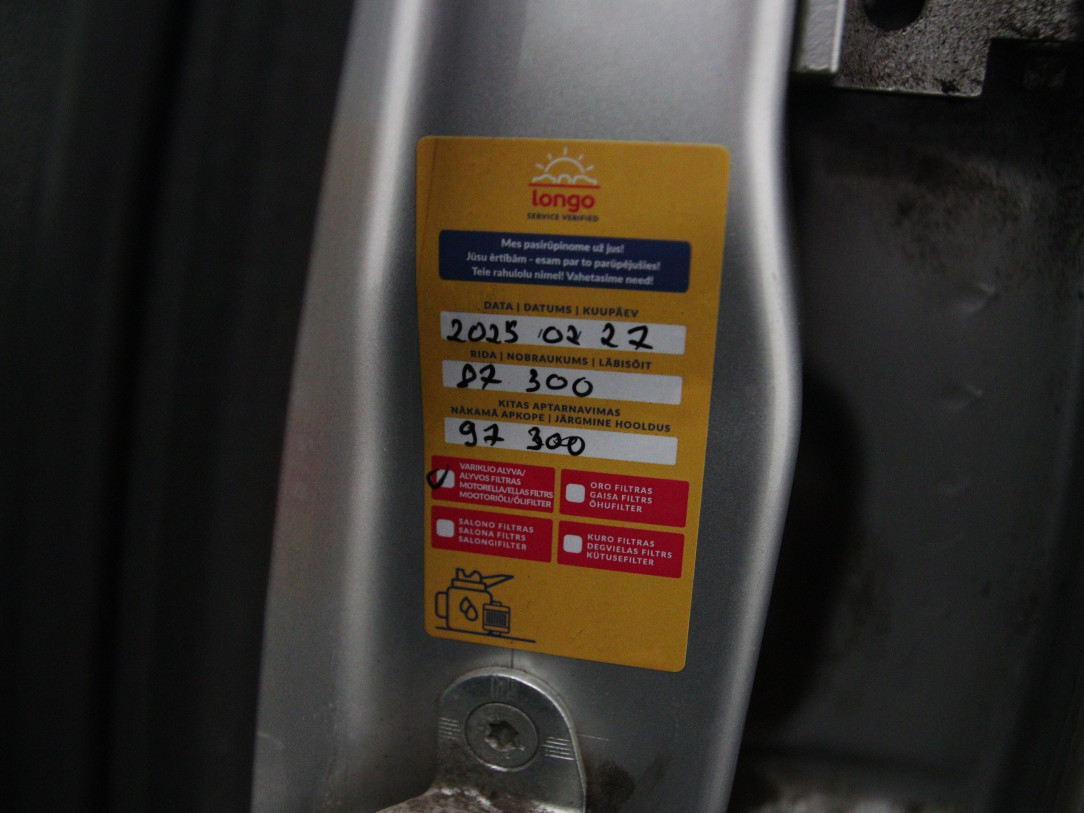 longo
SERVICE VERIFIED
Mes pasirūpinome už jus!
Jūsu ērtībām - esam par to parūpējušies!
Teie rahulolu nimel! Vahetasime need!
DATA | DATUMS | KUUPÄEV
2025 02 27
RIDA | NOBRAUKUMS | LÄBISÕIT
87 300
KITAS APTARNAVIMAS
NĀKAMĀ APKOPE | JÄRGMINE HOOLDUS
97 300
VARIKLIO ALYVA/
ALYVOS FILTRAS
MOTORELLA/ELLAS FILTRS
MOOTORIÕLI/ÕLIFILTER
ORO FILTRAS
GAISA FILTRS
ÕHUFILTER
SALONO FILTRAS
SALONA FILTRS
SALONGIFILTER
KURO FILTRAS
DEGVIELAS FILTRS
KÜTUSEFILTER